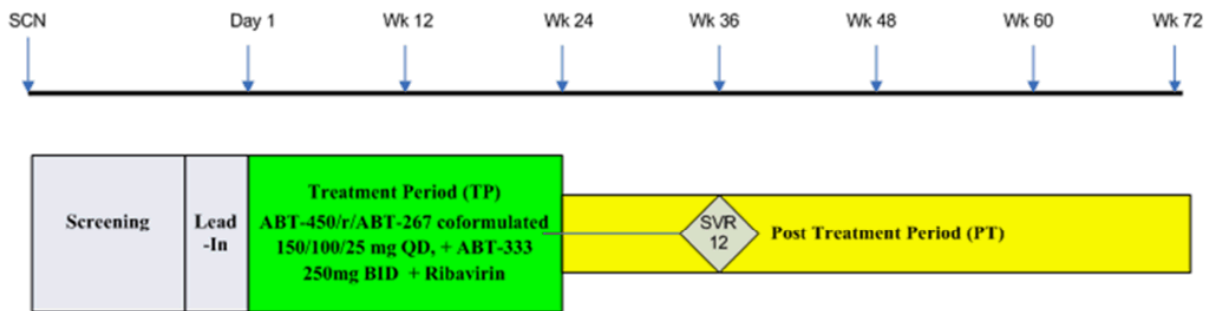 SCN Day 1 Wk 12 Wk 24 Wk 36 Wk 48 Wk 60 Wk 72
Screening
Lead
-In
Treatment Period (TP)
ABT-450/r/ABT-267 coformulated
150/100/25 mg QD, + ABT-333
250mg BID + Ribavirin
SVR
12
Post Treatment Period (PT)